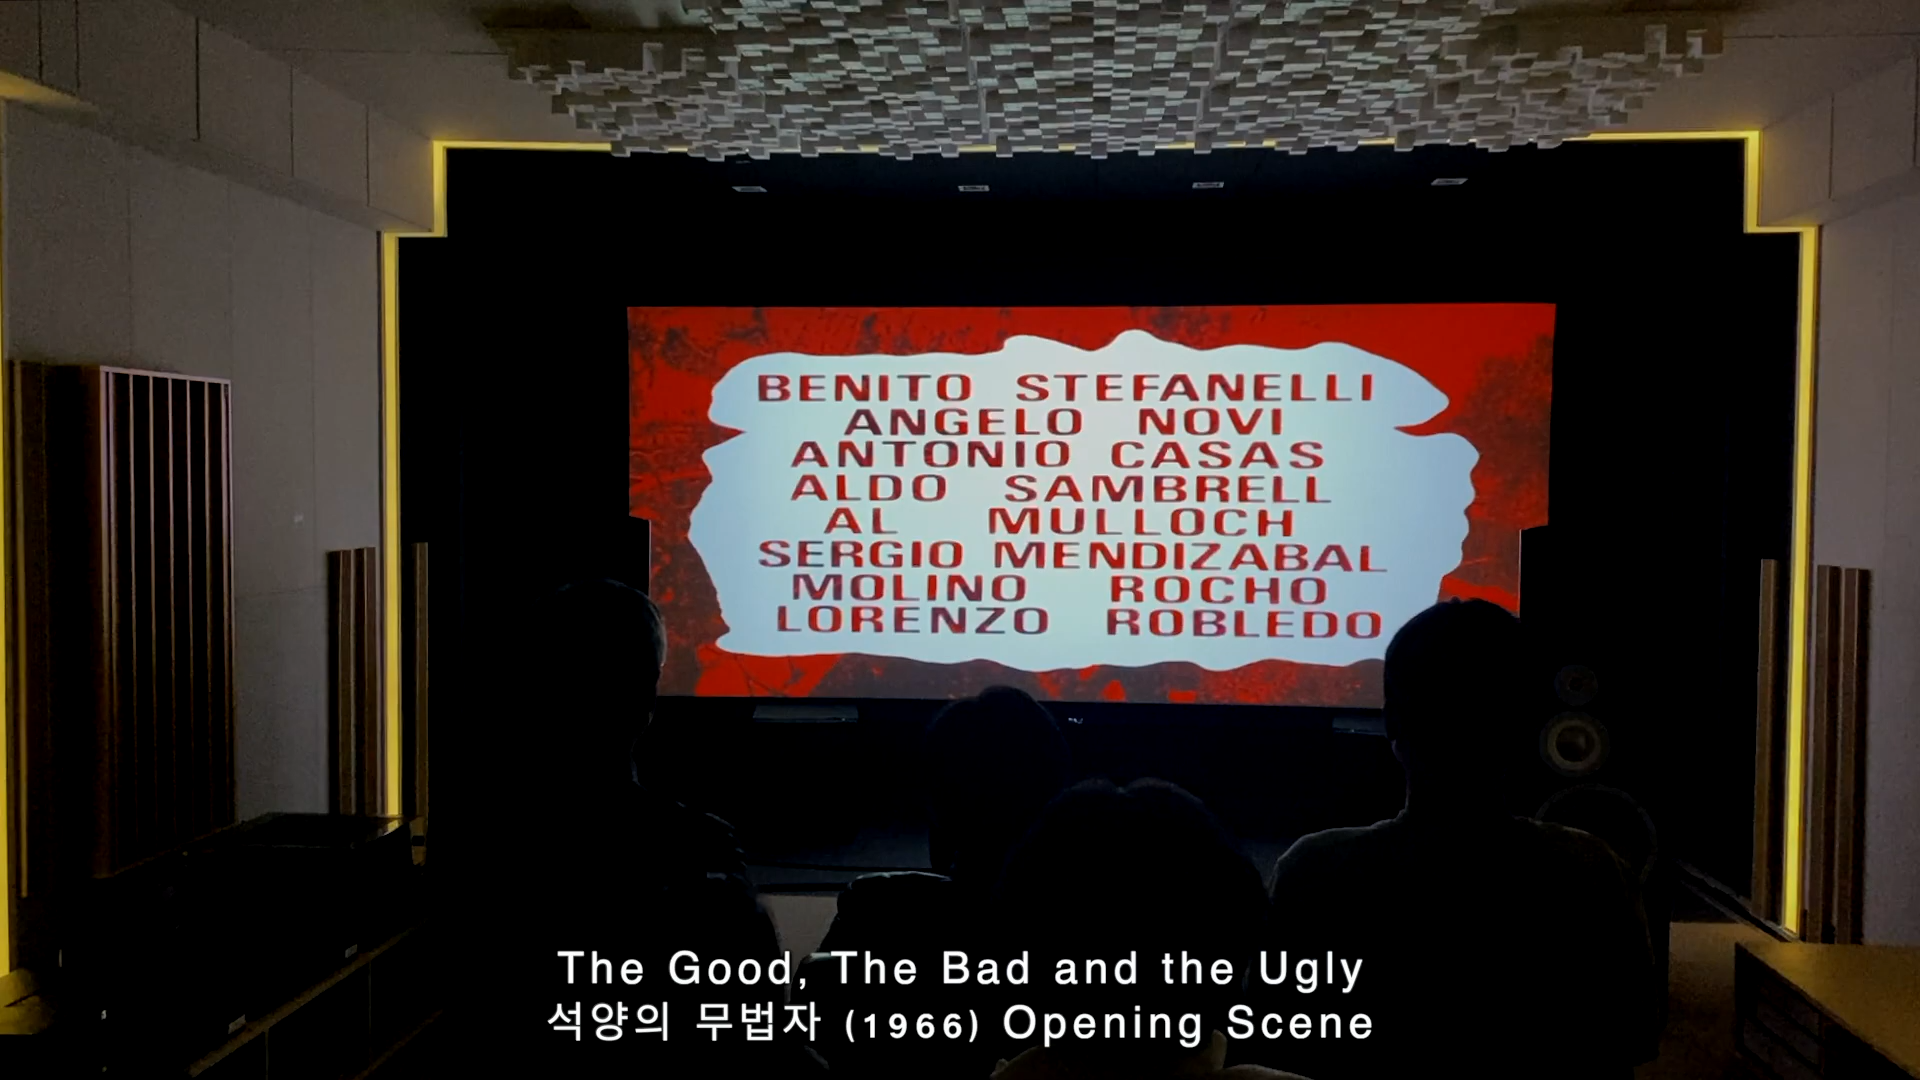 BENITO STEFANELLI
ANGELO NOVI
ANTONIO CASAS
ALDO SAMBRELL
AL MULLOCH
SERGIO MENDIZABAL
MOLINO ROCHO
LORENZO ROBLEDO
The Good, The Bad and the Ugly
석양의 무법자 (1966) Opening Scene